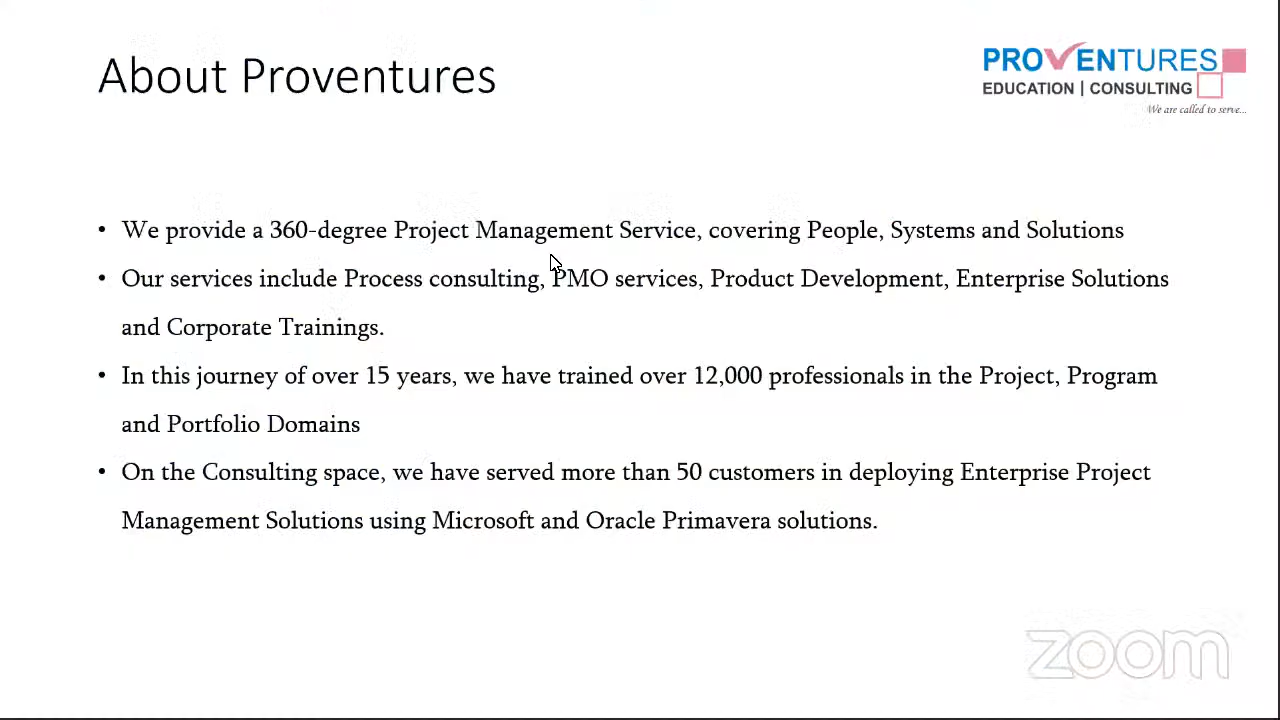 About Proventures
PROVENTURES
EDUCATION | CONSULTING
We are called to serve...
• We provide a 360-degree Project Management Service, covering People, Systems and Solutions
• Our services include Process consulting, PMO services, Product Development, Enterprise Solutions
and Corporate Trainings.
• In this journey of over 15 years, we have trained over 12,000 professionals in the Project, Program
and Portfolio Domains
• On the Consulting space, we have served more than 50 customers in deploying Enterprise Project
Management Solutions using Microsoft and Oracle Primavera solutions.
zoom